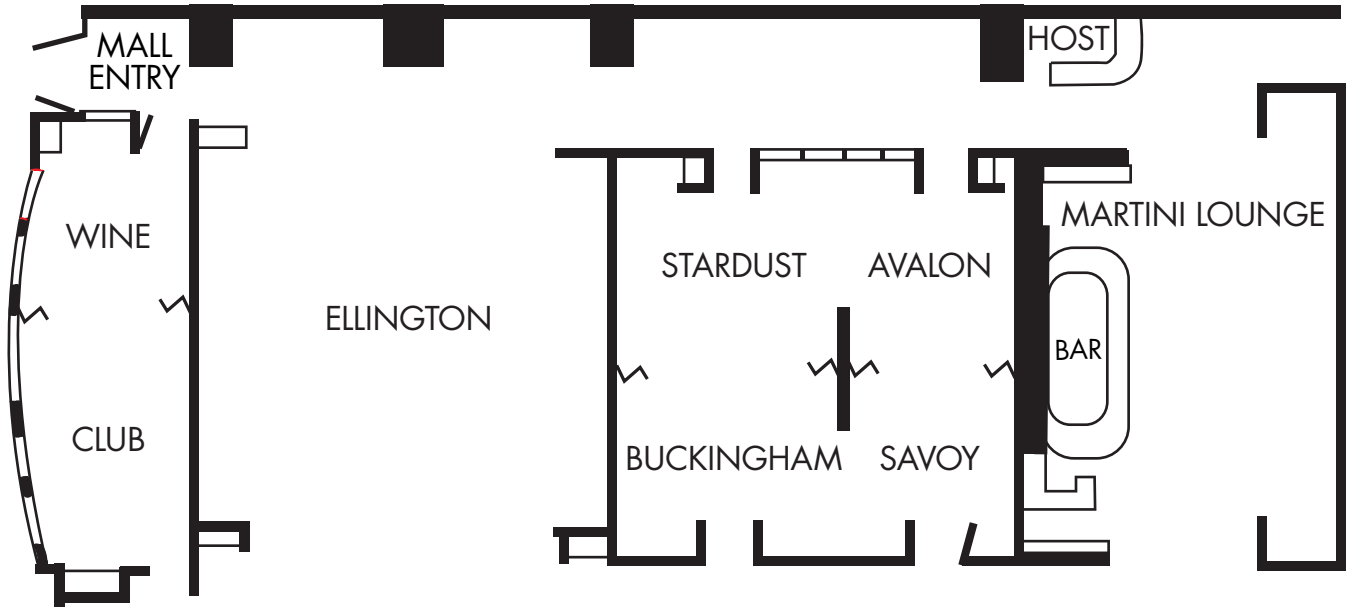 MALL
ENTRY
HOST
WINE
MARTINI LOUNGE
STARDUST
AVALON
ELLINGTON
BAR
CLUB
BUCKINGHAM
SAVOY